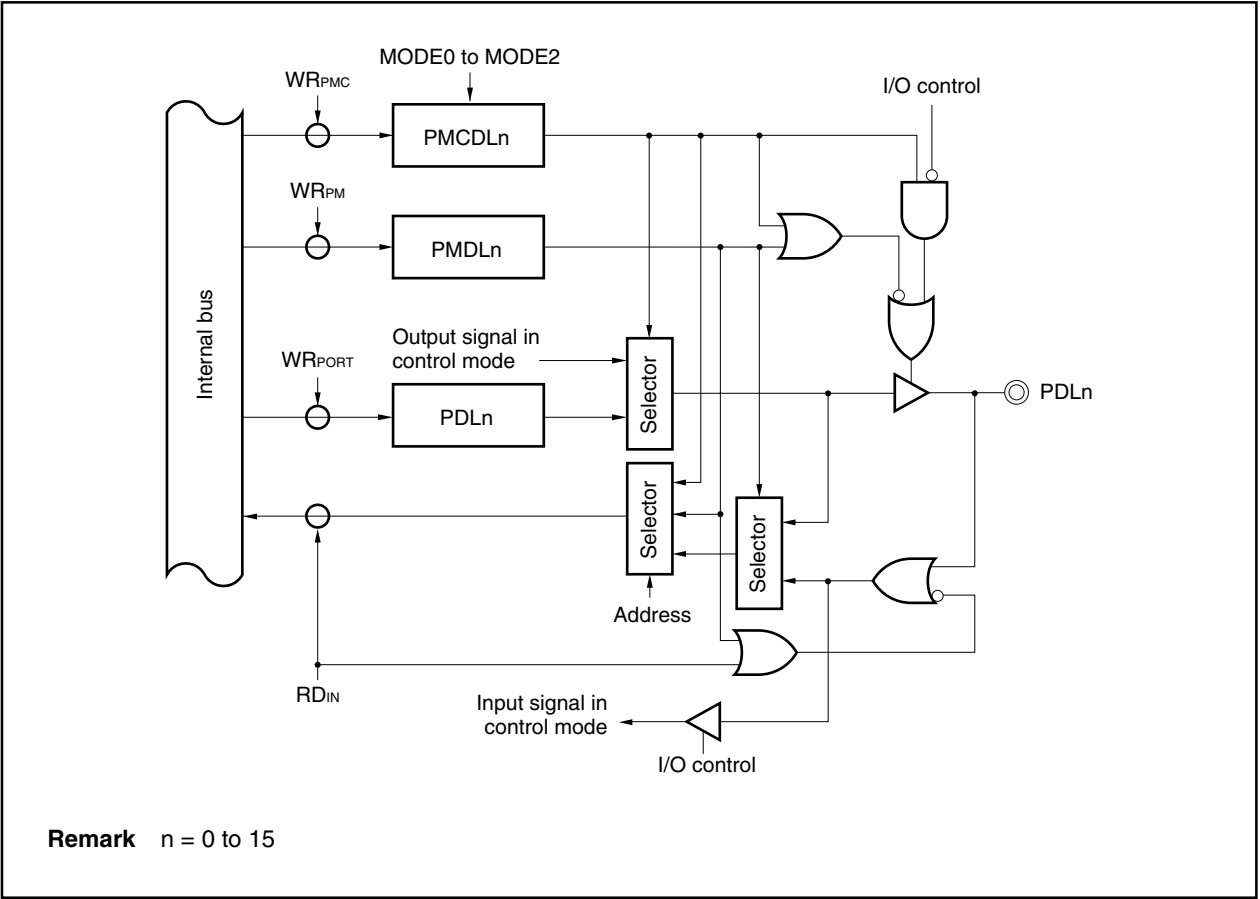 MODE0 to MODE2
WRPMC
I/O control
PMCDLn
WRPM
PMDLn
Internal bus
Output signal in
control mode
WRPORT
Selector
PDLn
PDLn
Selector
Selector
Address
RDIN
Input signal in
control mode
I/O control
Remark n = 0 to 15